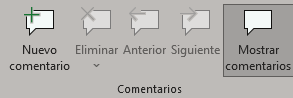 Nuevo comentario
Eliminar
Anterior
Siguiente
Mostrar comentarios
Comentarios